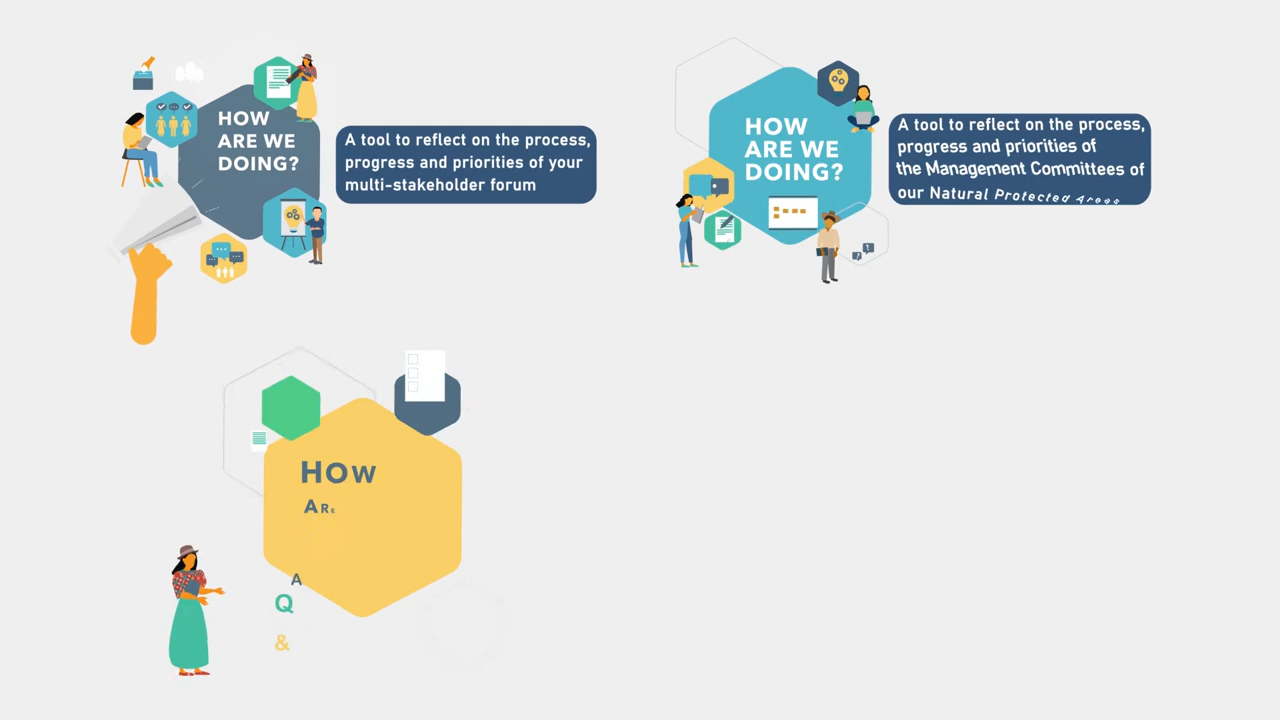 HOW
ARE WE
DOING?
A tool to reflect on the process,
progress and priorities of your
multi-stakeholder forum
HOW
ARE WE
DOING?
A tool to reflect on the process,
progress and priorities of
the Management Committees of
our Natural Protected Areas
HOW
ARE
A
Q
&